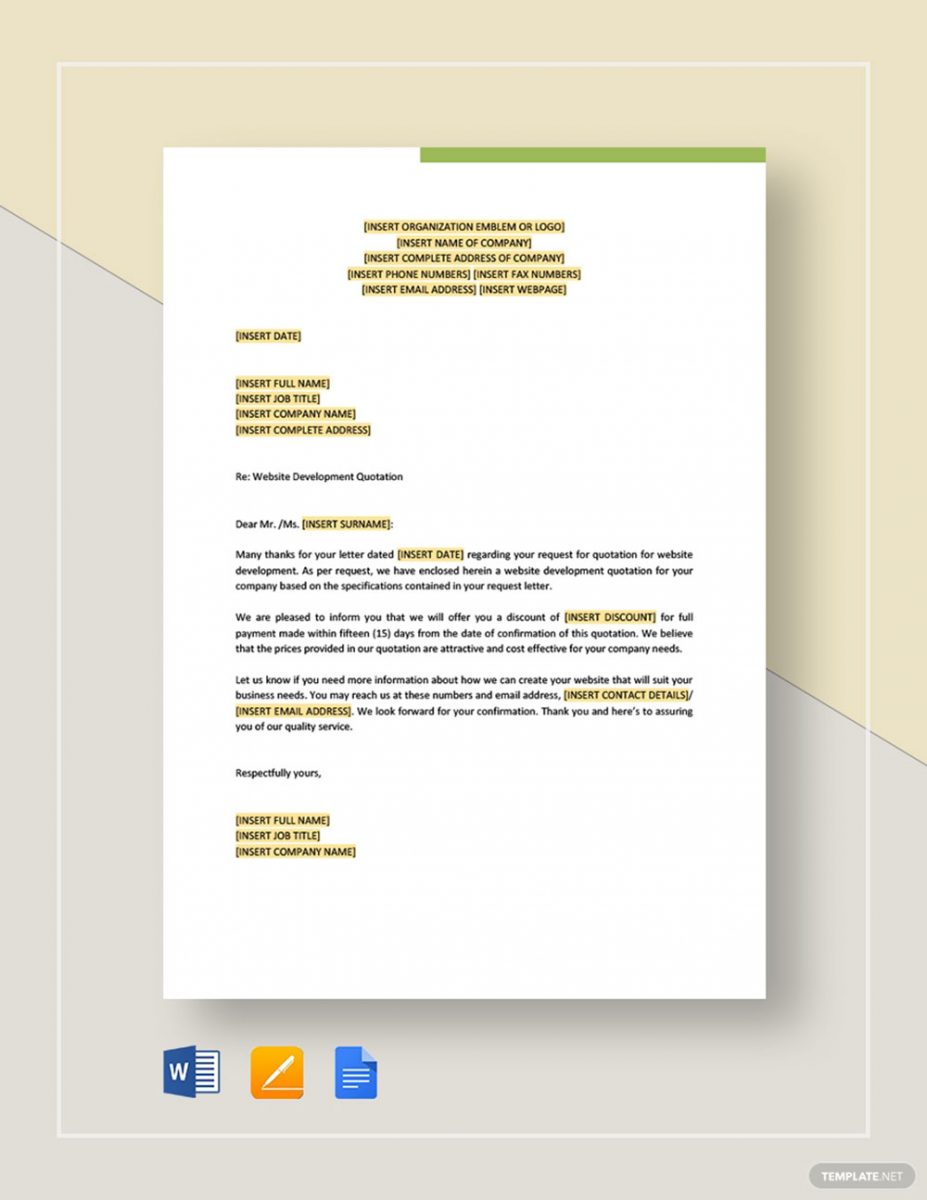 [INSERT ORGANIZATION EMBLEM OR LOGO]
[INSERT NAME OF COMPANY]
[INSERT COMPLETE ADDRESS OF COMPANY]
[INSERT PHONE NUMBERS] [INSERT FAX NUMBERS]
[INSERT EMAIL ADDRESS] [INSERT WEBPAGE]
[INSERT DATE]
[INSERT FULL NAME]
[INSERT JOB TITLE]
[INSERT COMPANY NAME]
[INSERT COMPLETE ADDRESS]
Re: Website Development Quotation
Dear Mr. /Ms. [INSERT SURNAME]:
Many thanks for your letter dated [INSERT DATE] regarding your request for quotation for website
development. As per request, we have enclosed herein a website development quotation for your
company based on the specifications contained in your request letter.
We are pleased to inform you that we will offer you a discount of [INSERT DISCOUNT] for full
payment made within fifteen (15) days from the date of confirmation of this quotation. We believe
that the prices provided in our quotation are attractive and cost effective for your company needs.
Let us know if you need more information about how we can create your website that will suit your
business needs. You may reach us at these numbers and email address, [INSERT CONTACT DETAILS]/
[INSERT EMAIL ADDRESS]. We look forward for your confirmation. Thank you and here's to assuring
you of our quality service.
Respectfully yours,
[INSERT FULL NAME]
[INSERT JOB TITLE]
[INSERT COMPANY NAME]
W
TEMPLATE.NET